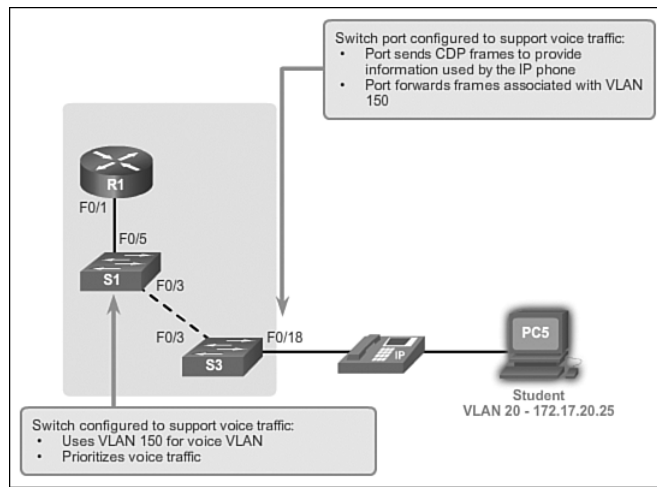 Switch port configured to support voice traffic:
• Port sends CDP frames to provide
information used by the IP phone
• Port forwards frames associated with VLAN
150
R1
F0/1
F0/5
S1
F0/3
F0/3
F0/18
S3
IP
PC5
Student
VLAN 20 - 172.17.20.25
Switch configured to support voice traffic:
• Uses VLAN 150 for voice VLAN
• Prioritizes voice traffic